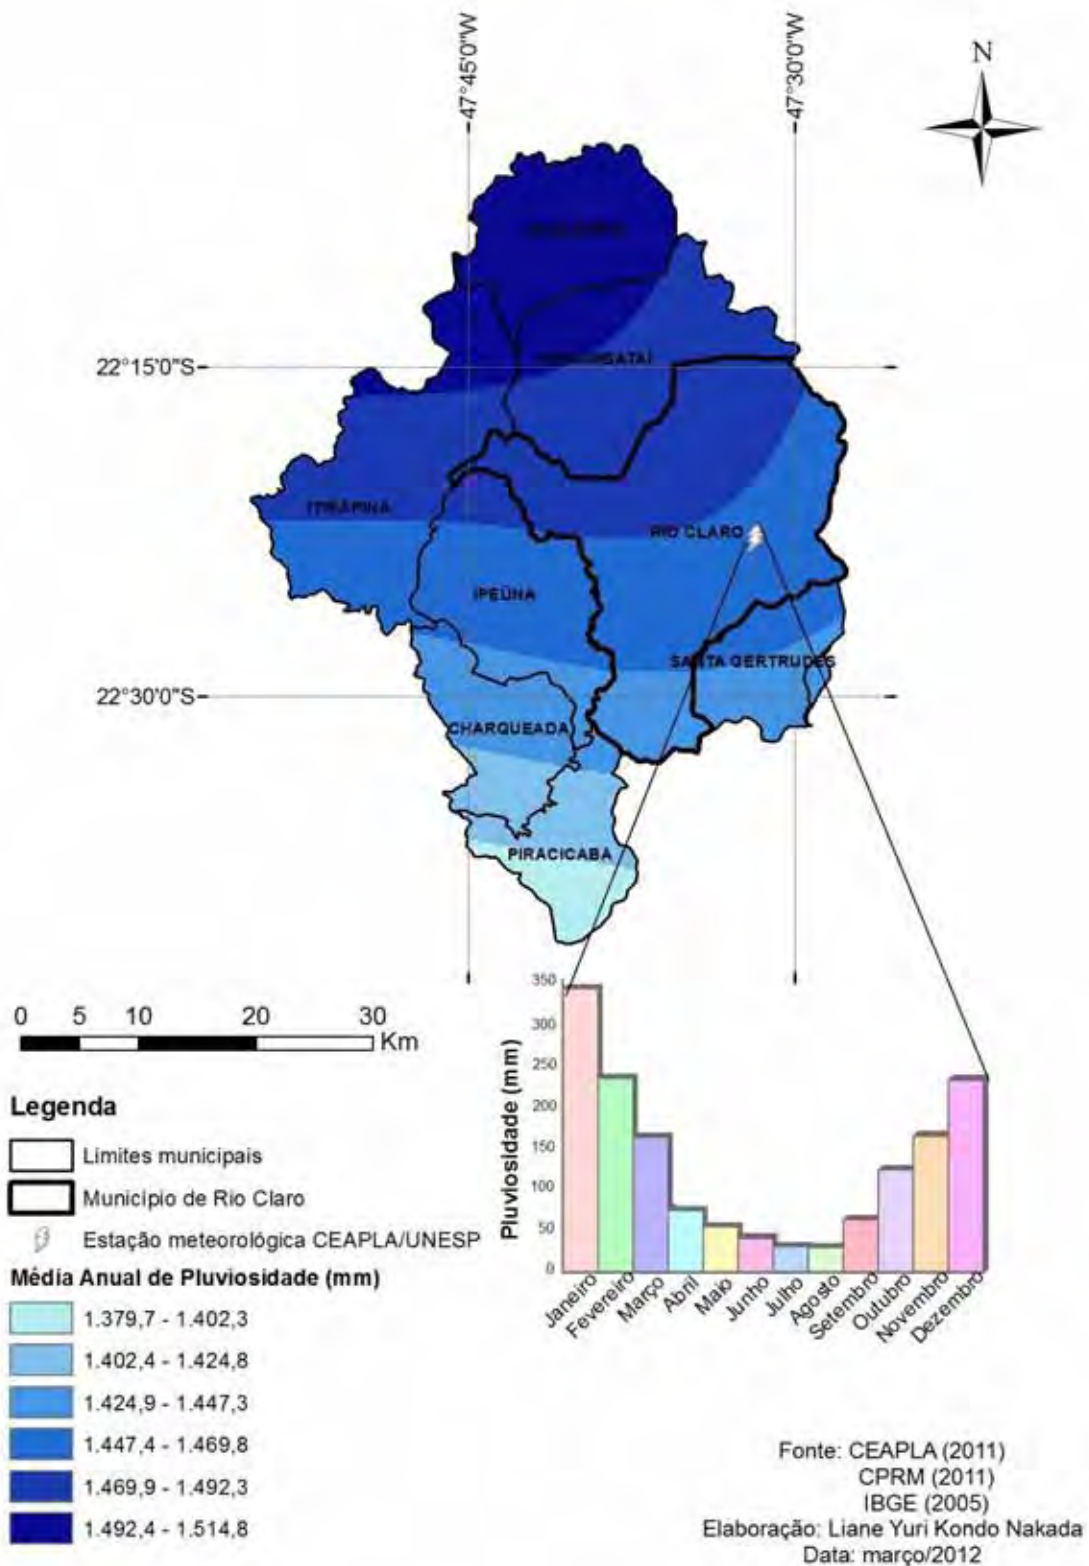 47°45'0"W
47°30'0"W
N
22°15'0"S
ITIRAPINA
RIO CLARO
IPEÚNA
SANTA GERTRUDES
22°30'0"S
CHARQUEADA
PIRACICABA
0 5 10 20 30
Km
Pluviosidade (mm)
350
300
250
200
150
100
50
0
Janeiro
Fevereiro
Março
Abril
Maio
Junho
Julho
Agosto
Setembro
Outubro
Novembro
Dezembro
Legenda
Limites municipais
Município de Rio Claro
Estação meteorológica CEAPLA/UNESP
Média Anual de Pluviosidade (mm)
1.379,7 - 1.402,3
1.402,4 - 1.424,8
1.424,9 - 1.447,3
1.447,4 - 1.469,8
1.469,9 - 1.492,3
1.492,4 - 1.514,8
Fonte: CEAPLA (2011)
CPRM (2011)
IBGE (2005)
Elaboração: Liane Yuri Kondo Nakada
Data: março/2012